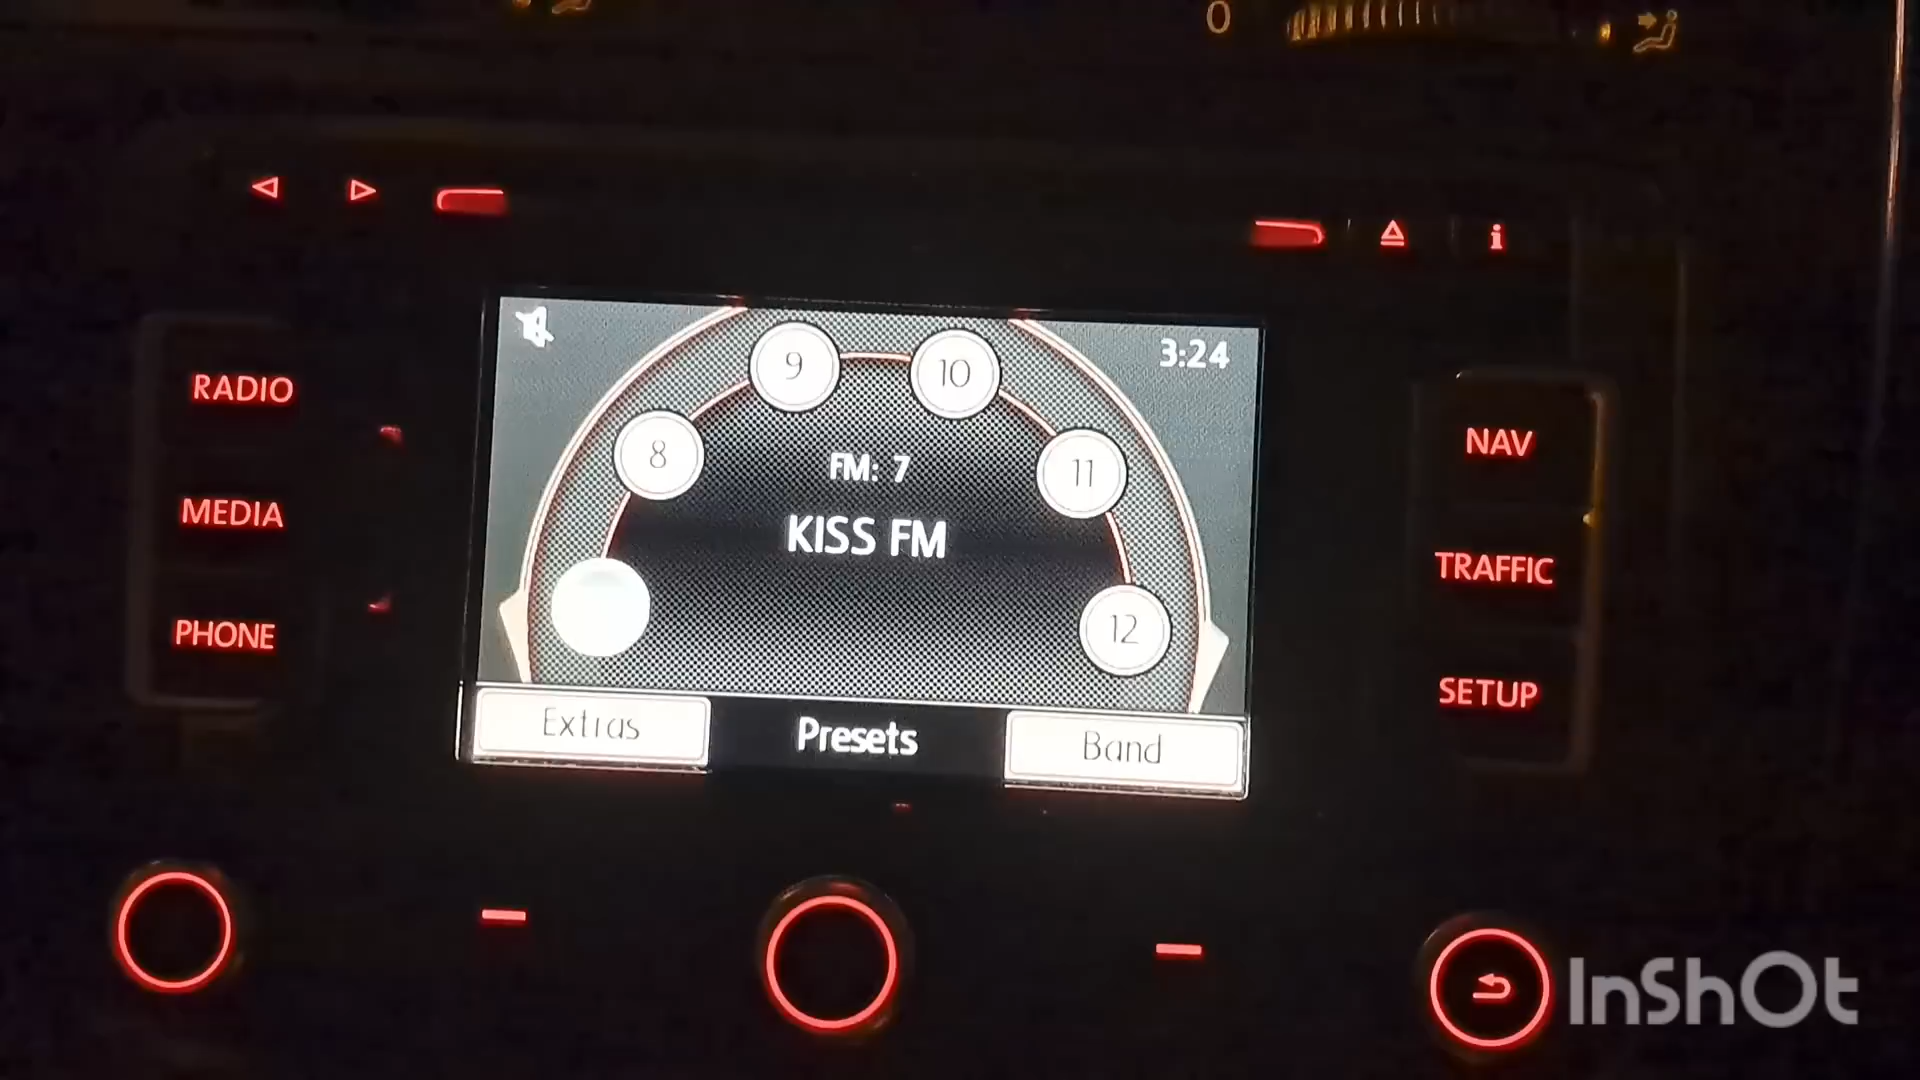 0
i
RADIO
MEDIA
PHONE
3:24
9
10
8
11
FM: 7
KISS FM
12
Extras
Presets
Band
NAV
TRAFFIC
SETUP
InShOt